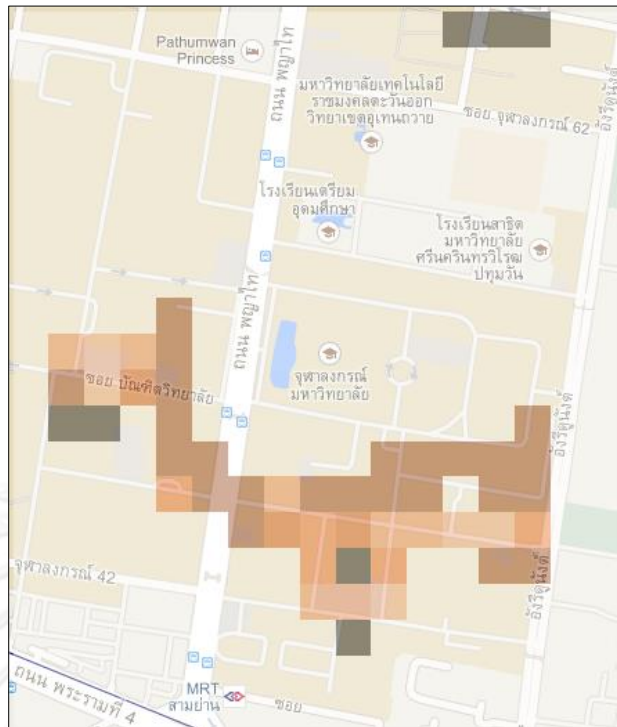 Pathumwan
Princess
ถนน พญาไท
มหาวิทยาลัยเทคโนโลยี
ราชมงคลตะวันออก
วิทยาเขตอุเทนถวาย
ซอย จุฬาลงกรณ์ 62
อังรีดูนังต์
โรงเรียนเตรียม
อุดมศึกษา
โรงเรียนสาธิต
มหาวิทยาลัย
ศรีนครินทรวิโรฒ
ปทุมวัน
ถนน พญาไท
จุฬาลงกรณ์
มหาวิทยาลัย
ซอย บัณฑิตวิทยาลัย
อังรีดูนังต์
จุฬาลงกรณ์ 42
อังรีดูนังต์
ถนน พระรามที่ 4
MRT
สามย่าน
ซอย